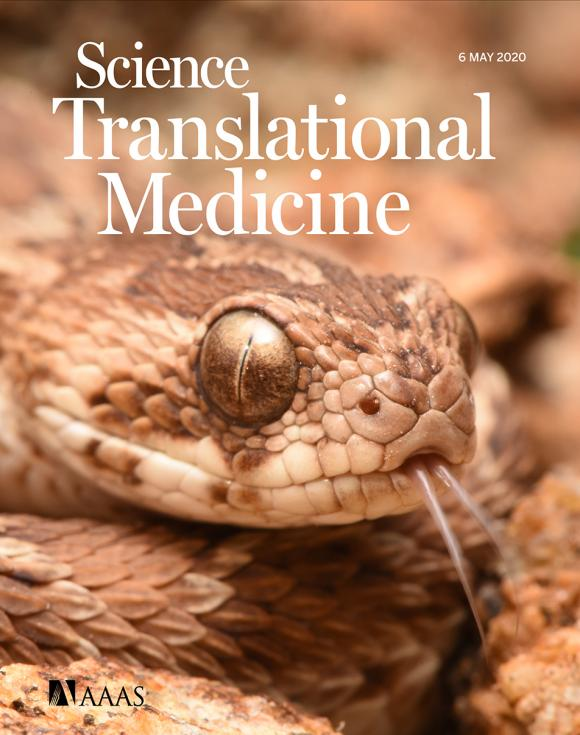 6 MAY 2020
Science
Translational
Medicine
AAAS